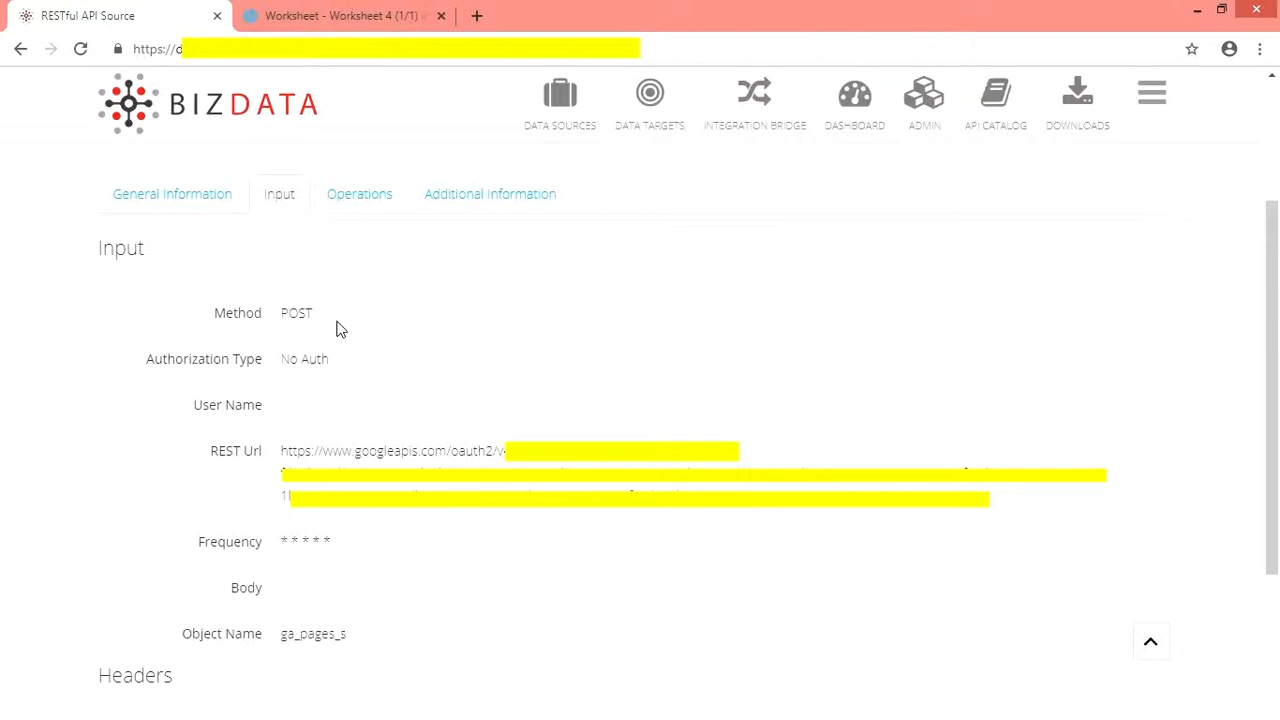 RESTful API Source
Worksheet - Worksheet 4 (1/1)
https://d
BIZDATA
DATA SOURCES
DATA TARGETS
INTEGRATION BRIDGE
DASHBOARD
ADMIN
API CATALOG
DOWNLOADS
General Information
Input
Operations
Additional Information
Input
Method POST
Authorization Type No Auth
User Name
REST Url https://www.googleapis.com/oauth2/v4
Frequency * * * * *
Body
Object Name ga_pages_s
Headers